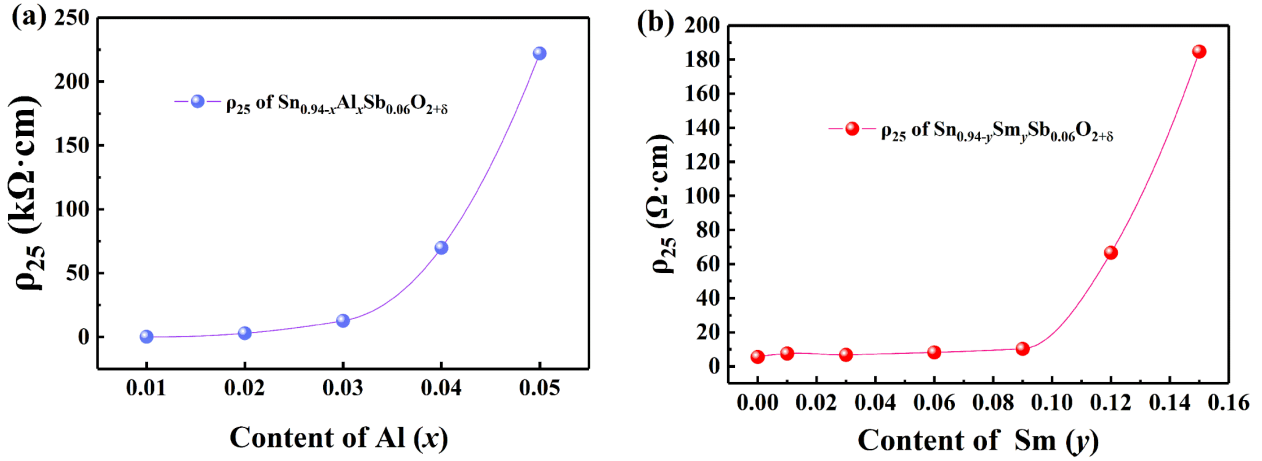 (a)
250
200
150
100
50
0
ρ25 (kΩ·cm)
ρ25 of Sn0.94-xAlxSb0.06O2+δ
0.01 0.02 0.03 0.04 0.05
Content of Al (x)
(b)
200
180
160
140
120
100
80
60
40
20
0
ρ25 (Ω·cm)
ρ25 of Sn0.94-ySmySb0.06O2+δ
0.00 0.02 0.04 0.06 0.08 0.10 0.12 0.14 0.16
Content of Sm (y)